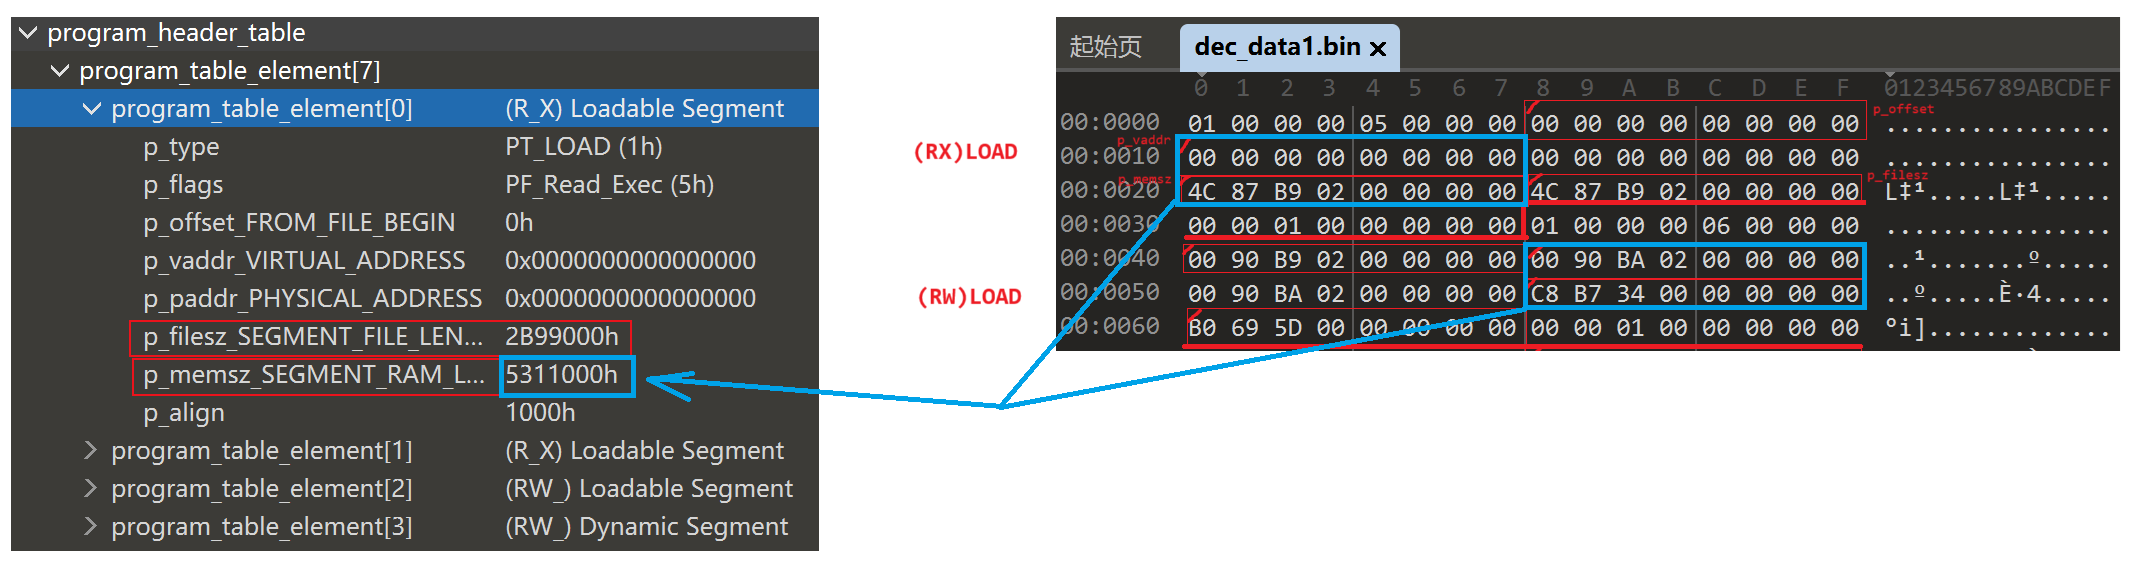 program_header_table
program_table_element[7]
program_table_element[0] (R_X) Loadable Segment
p_type PT_LOAD (1h)
p_flags PF_Read_Exec (5h)
p_offset_FROM_FILE_BEGIN 0h
p_vaddr_VIRTUAL_ADDRESS 0x0000000000000000
p_paddr_PHYSICAL_ADDRESS 0x0000000000000000
p_filesz_SEGMENT_FILE_LEN... 2B99000h
p_memsz_SEGMENT_RAM_L... 5311000h
p_align 1000h
program_table_element[1] (R_X) Loadable Segment
program_table_element[2] (RW_) Loadable Segment
program_table_element[3] (RW_) Dynamic Segment
(RX)LOAD
(RW)LOAD
起始页 dec_data1.bin ×
0 1 2 3 4 5 6 7 8 9 A B C D E F 0123456789ABCDEF
p_offset
00:0000 01 00 00 00 05 00 00 00 00 00 00 00 00 00 00 00 ................
p_vaddr
00:0010 00 00 00 00 00 00 00 00 00 00 00 00 00 00 00 00 ................
p_memsz
p_filesz
00:0020 4C 87 B9 02 00 00 00 00 4C 87 B9 02 00 00 00 00 L‡¹.....L‡¹.....
00:0030 00 00 01 00 00 00 00 00 01 00 00 00 06 00 00 00 ................
00:0040 00 90 B9 02 00 00 00 00 00 90 BA 02 00 00 00 00 ..¹.......º.....
00:0050 00 90 BA 02 00 00 00 00 C8 B7 34 00 00 00 00 00 ..º.....È·4.....
00:0060 B0 69 5D 00 00 00 00 00 00 00 01 00 00 00 00 00 °i].............